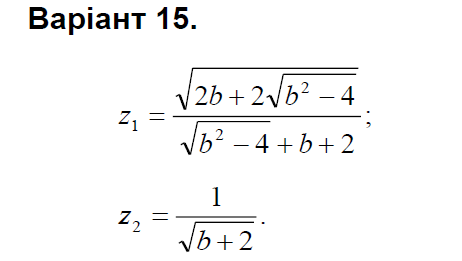 Варіант 15.
z₁ = √(2b + 2√(b² − 4)) / (√(b² − 4) + b + 2) ;
z₂ = 1 / √(b + 2) .